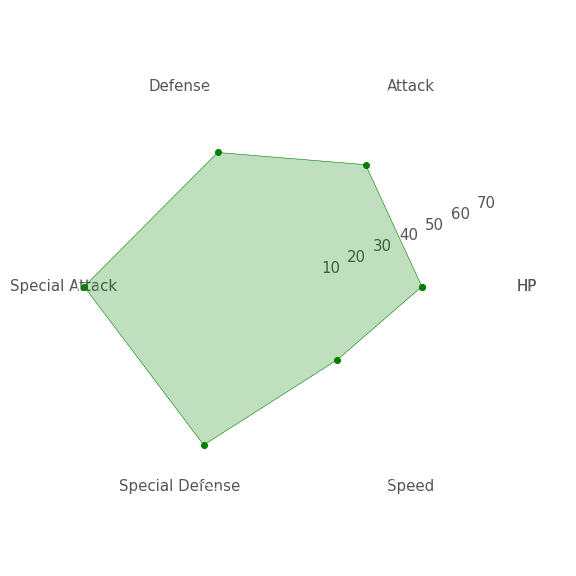 Defense
Attack
70
60
50
40
30
20
10
Special Attack
HP
Special Defense
Speed